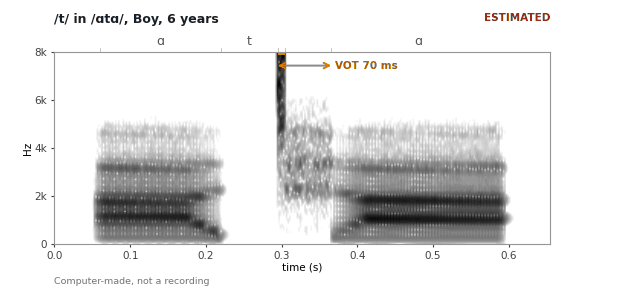 /t/ in /ɑtɑ/, Boy, 6 years
ESTIMATED
ɑ t ɑ
8k
VOT 70 ms
6k
Hz
4k
2k
0
0.0 0.1 0.2 0.3 0.4 0.5 0.6
time (s)
Computer-made, not a recording